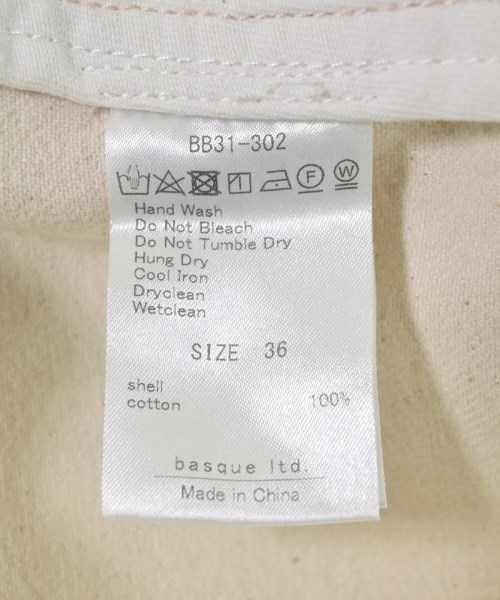 BB31-302
F W
Hand Wash
Do Not Bleach
Do Not Tumble Dry
Hung Dry
Cool Iron
Dryclean
Wetclean
SIZE 36
shell
cotton 100%
basque ltd.
Made in China